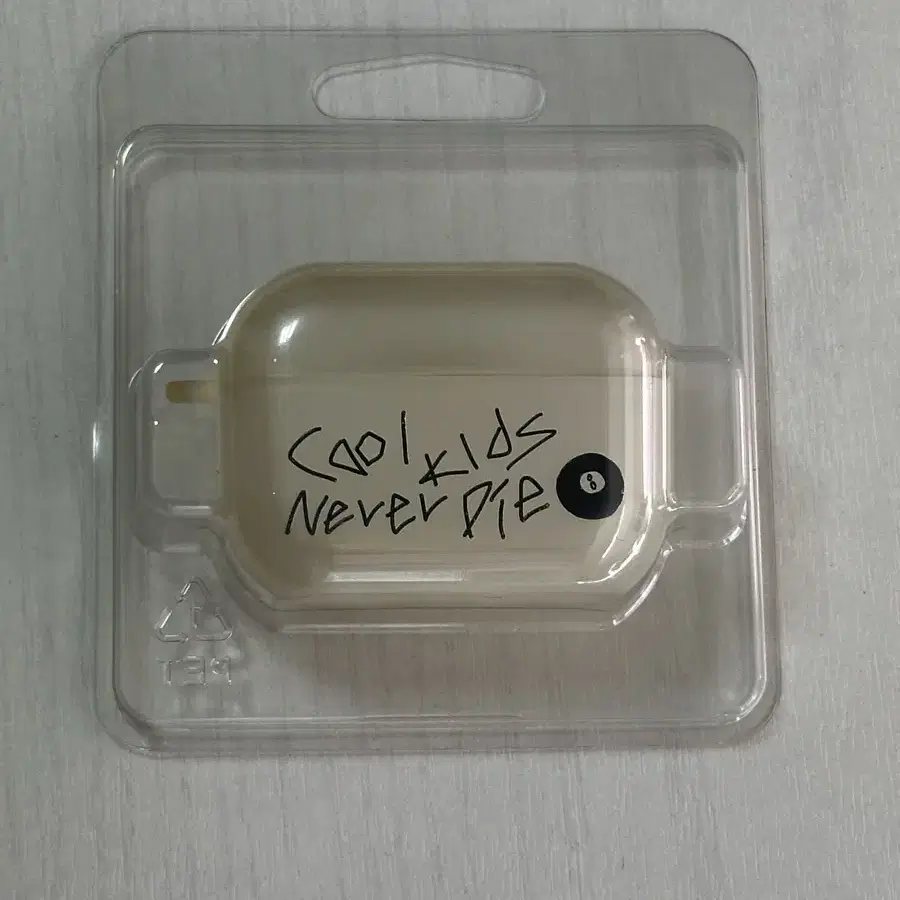 Cool kids
Never Die
8
PET